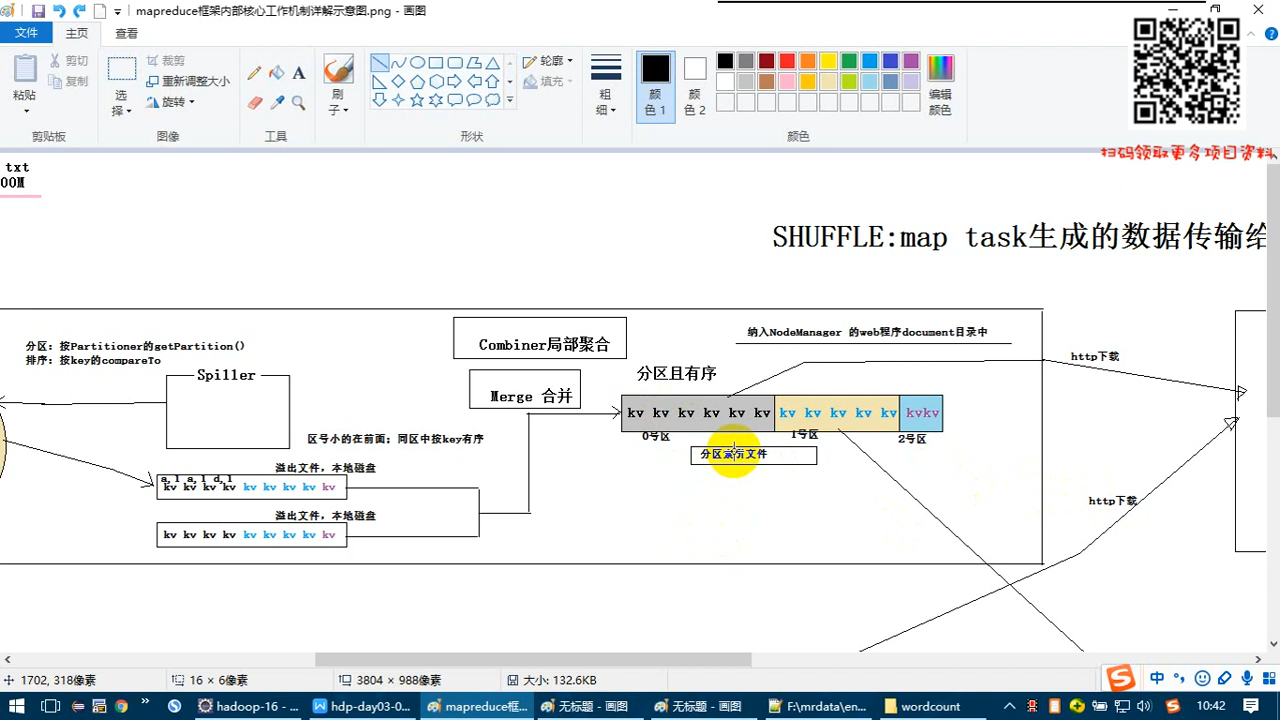 mapreduce框架内部核心工作机制详解示意图.png - 画图
文件
主页
查看
粘贴
剪切
复制
剪贴板
选择
裁剪
重新调整大小
旋转
图像
工具
刷子
形状
轮廓
填充
粗细
颜色 1
颜色 2
颜色
编辑颜色
扫码领取更多项目资料
txt
00M
SHUFFLE:map task生成的数据传输给
分区：按Partitioner的getPartition()
排序：按key的compareTo
Spiller
区号小的在前面；同区中按key有序
Combiner局部聚合
Merge 合并
分区且有序
纳入NodeManager 的web程序document目录中
http下载
kv kv kv kv kv kv kv kv kv kv kv kvkv
0号区
1号区
2号区
分区索引文件
溢出文件，本地磁盘
a,1 a,1 d,1
kv kv kv kv kv kv kv kv kv
溢出文件，本地磁盘
kv kv kv kv kv kv kv kv kv
http下载
1702, 318像素
16 × 6像素
3804 × 986像素
大小: 132.6KB
中
hadoop-16 - ...
hdp-day03-0...
mapreduce框...
无标题 - 画图
无标题 - 画图
F:\mrdata\en...
wordcount
中
10:42